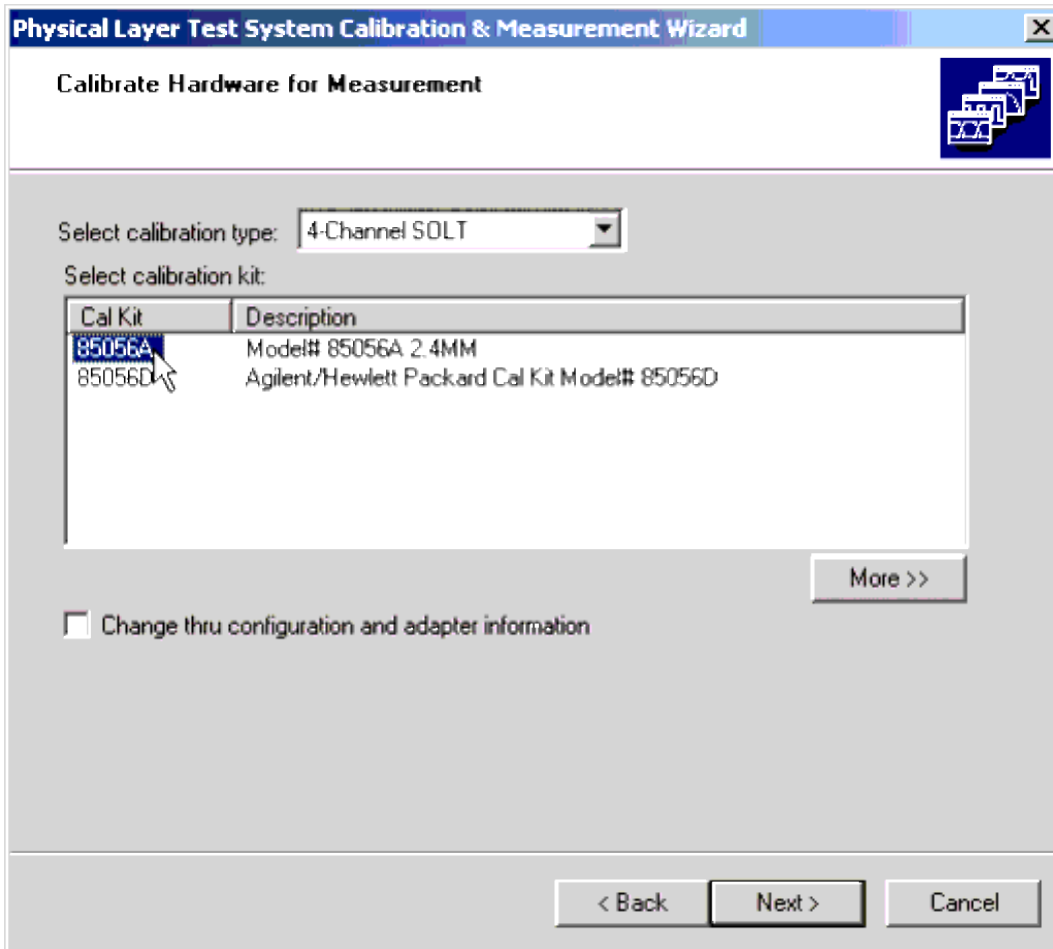 Physical Layer Test System Calibration & Measurement Wizard
Calibrate Hardware for Measurement
Select calibration type: 4-Channel SOLT
Select calibration kit:
Cal Kit Description
85056A Model# 85056A 2.4MM
85056D Agilent/Hewlett Packard Cal Kit Model# 85056D
More >>
Change thru configuration and adapter information
< Back Next > Cancel